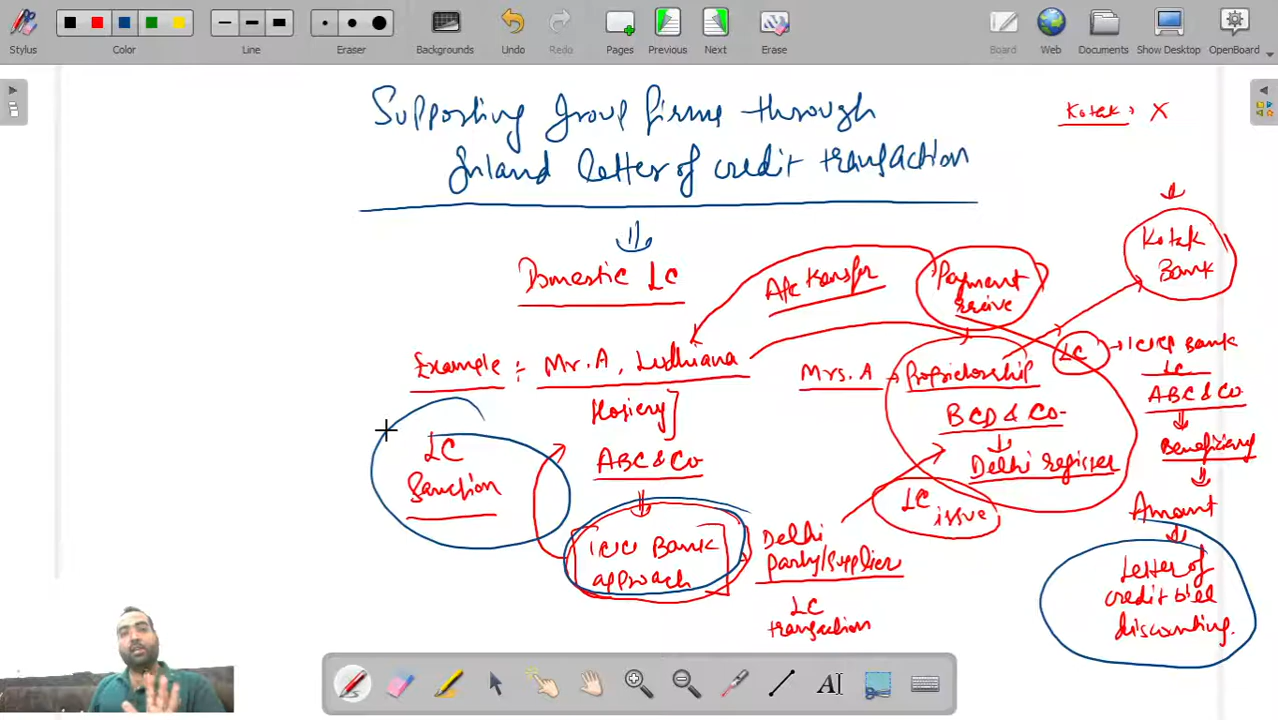 Stylus
Color
Line
Eraser
Backgrounds
Undo
Redo
Pages
Previous
Next
Erase
Board
Web
Documents
Show Desktop
OpenBoard
Supporting group firms through
Inland letter of credit transaction
Kotak : X
Kotak
Bank
Domestic LC
A/c transfer
Payment
receive
Example :- Mr. A, Ludhiana
Hosiery
ABC & Co
LC
Sanction
ICICI Bank
approach
Mrs. A → Proprietorship
BCD & Co.
Delhi register
LC
ICICI Bank
LC
ABC & Co
Beneficiary
Amount
Letter of
credit bill
discounting.
LC
issue
Delhi
party/supplier
LC
transaction
AI